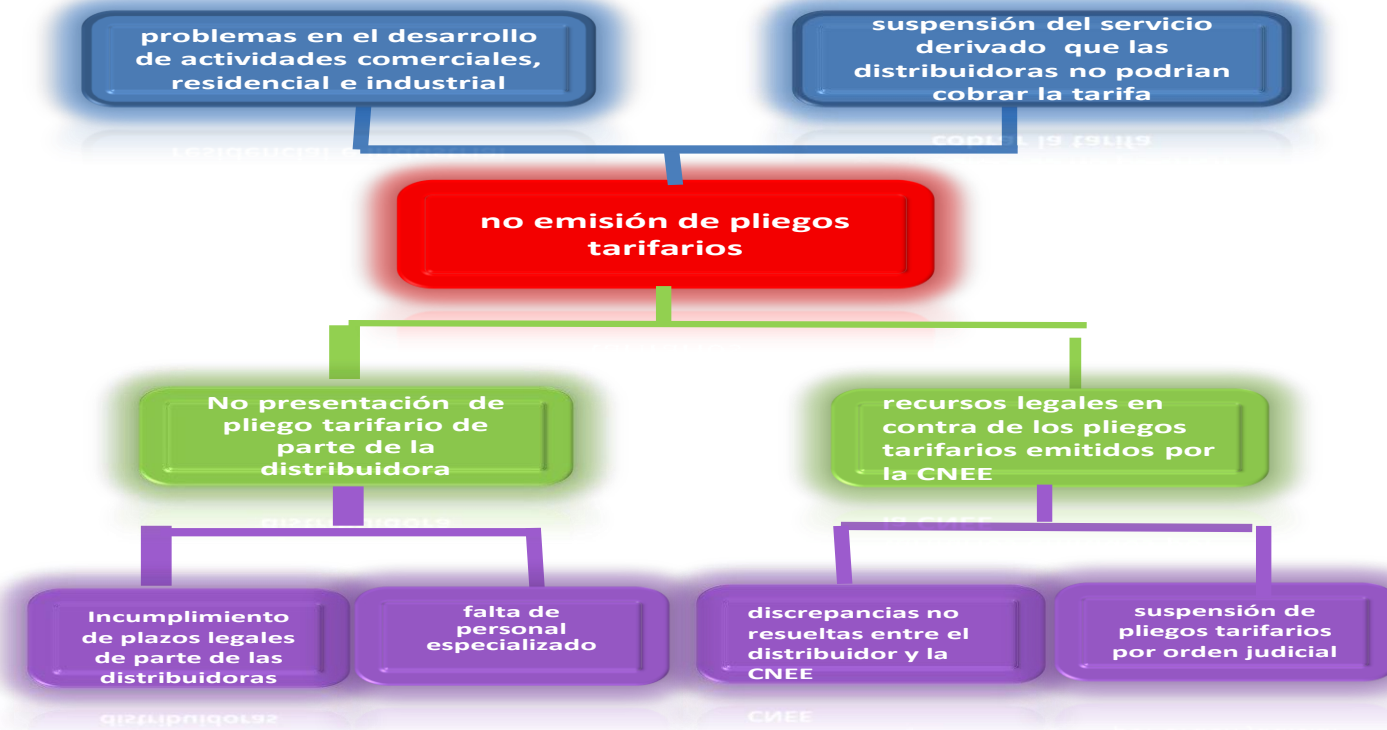 problemas en el desarrollo
de actividades comerciales,
residencial e industrial
suspensión del servicio
derivado que las
distribuidoras no podrian
cobrar la tarifa
no emisión de pliegos
tarifarios
No presentación de
pliego tarifario de
parte de la
distribuidora
recursos legales en
contra de los pliegos
tarifarios emitidos por
la CNEE
Incumplimiento
de plazos legales
de parte de las
distribuidoras
falta de
personal
especializado
discrepancias no
resueltas entre el
distribuidor y la
CNEE
suspensión de
pliegos tarifarios
por orden judicial